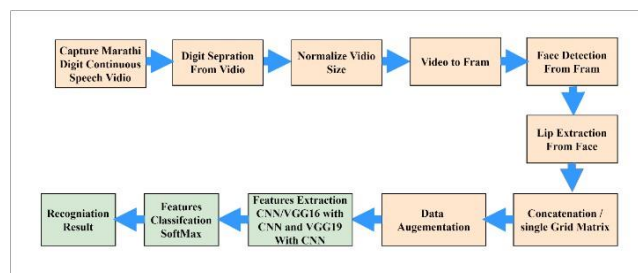 Capture Marathi
Digit Continuous
Speech Vidio
Digit Sepration
From Vidio
Normalize Vidio
Size
Video to Fram
Face Detection
From Fram
Lip Extraction
From Face
Concatenation /
single Grid Matrix
Data
Augementation
Features Extraction
CNN/VGG16 with
CNN and VGG19
With CNN
Features
Classifcation
SoftMax
Recogniation
Result